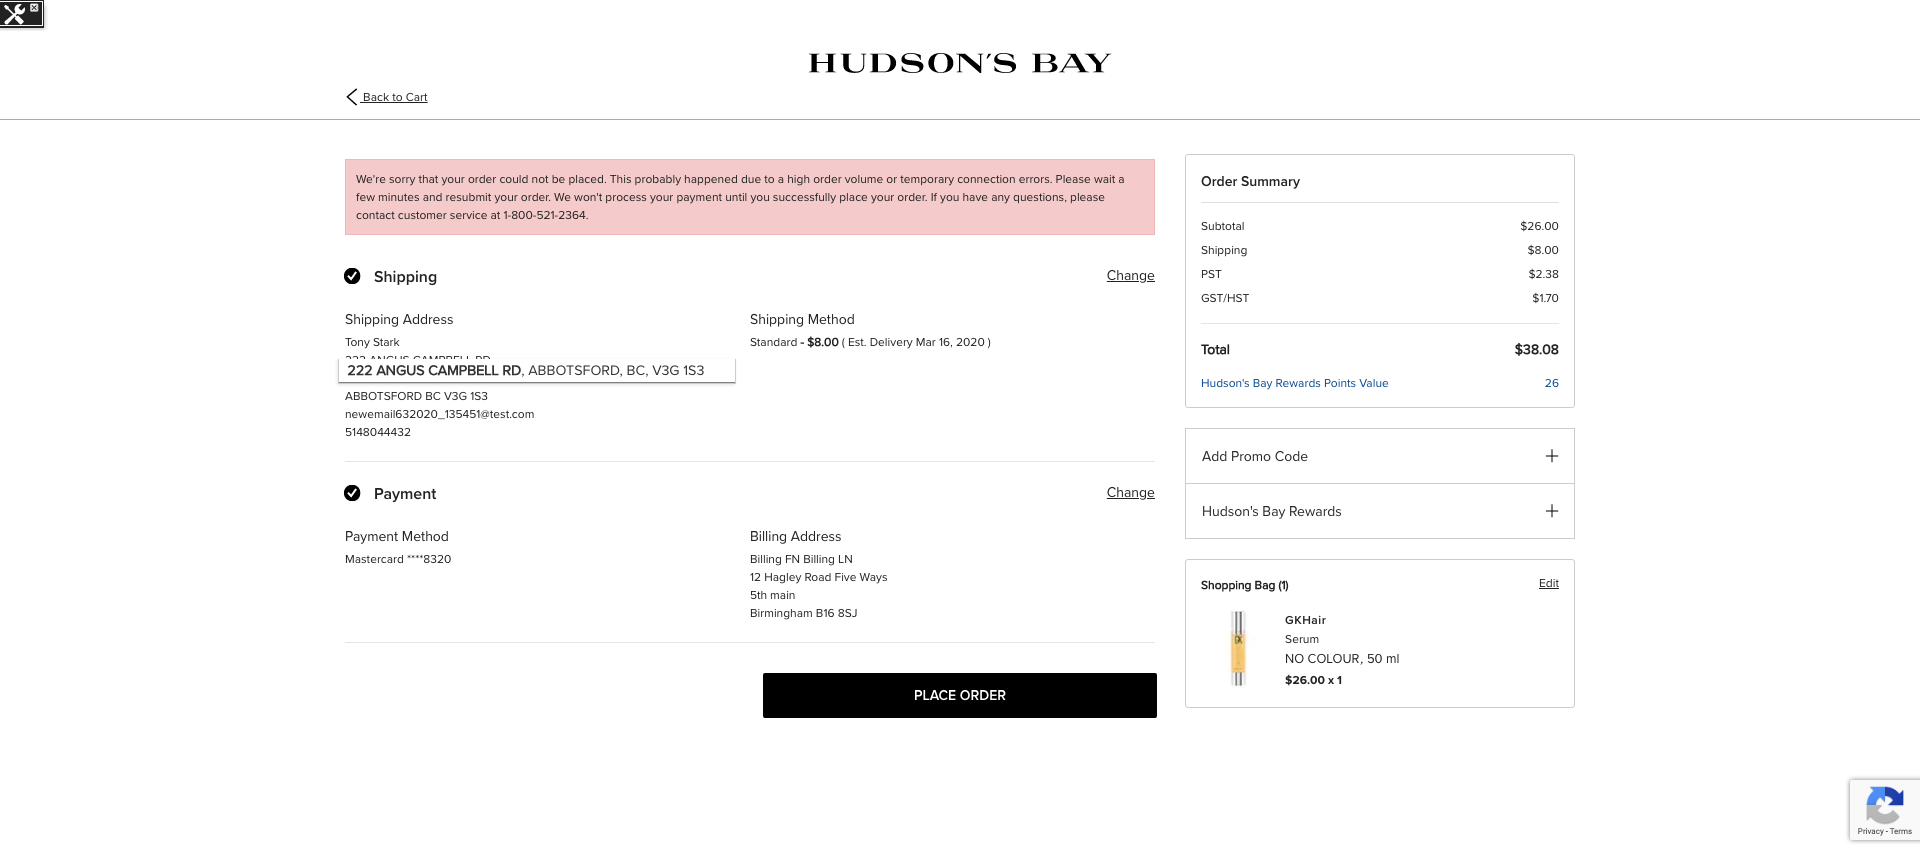 HUDSON'S BAY
Back to Cart
We're sorry that your order could not be placed. This probably happened due to a high order volume or temporary connection errors. Please wait a
few minutes and resubmit your order. We won't process your payment until you successfully place your order. If you have any questions, please
contact customer service at 1-800-521-2364.
Shipping
Change
Shipping Address
Tony Stark
222 ANGUS CAMPBELL RD
222 ANGUS CAMPBELL RD, ABBOTSFORD, BC, V3G 1S3
ABBOTSFORD BC V3G 1S3
newemail632020_135451@test.com
5148044432
Shipping Method
Standard - $8.00 ( Est. Delivery Mar 16, 2020 )
Payment
Change
Payment Method
Mastercard ****8320
Billing Address
Billing FN Billing LN
12 Hagley Road Five Ways
5th main
Birmingham B16 8SJ
PLACE ORDER
Order Summary
Subtotal $26.00
Shipping $8.00
PST $2.38
GST/HST $1.70
Total $38.08
Hudson's Bay Rewards Points Value 26
Add Promo Code
Hudson's Bay Rewards
Shopping Bag (1)
Edit
GKHair
Serum
NO COLOUR, 50 ml
$26.00 x 1
Privacy - Terms